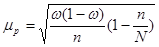 μ_p = √(ω(1−ω)/n (1−n/N))